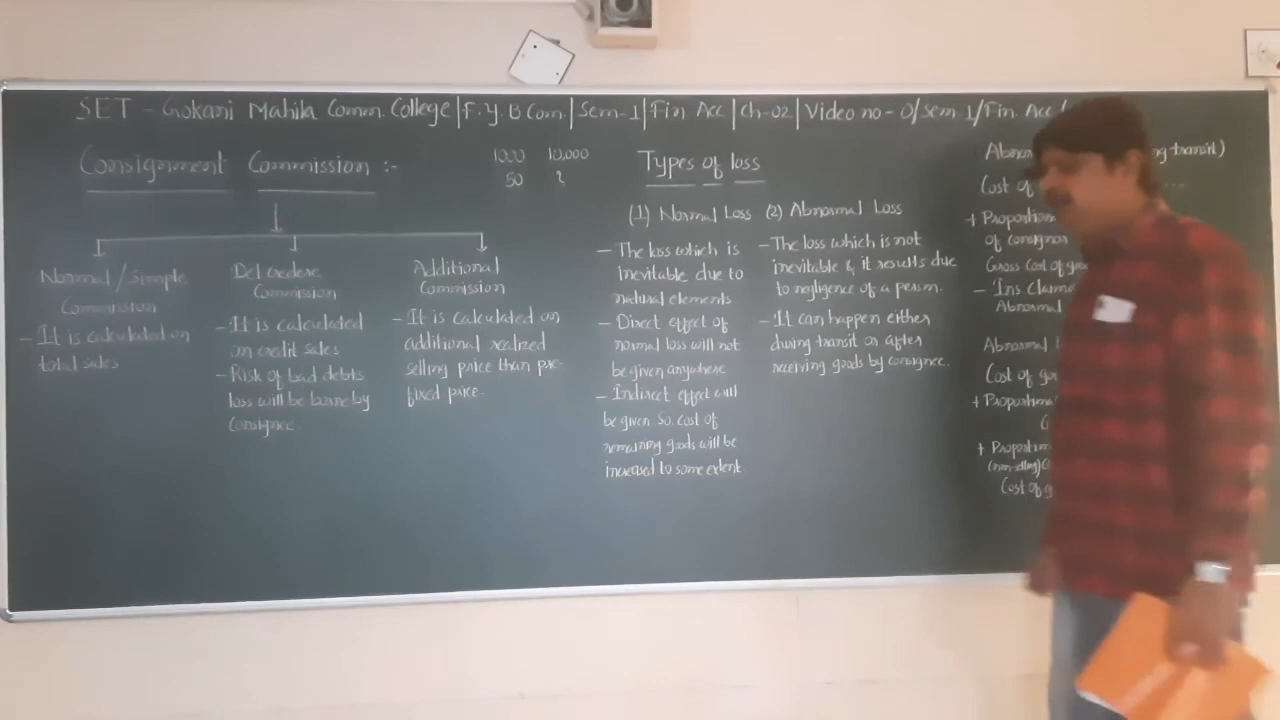 SET - Gokani Mahila Comm. College | F.Y.B Com. | Sem-1 | Fin Acc | Ch-02 | Video no - 0/Sem 1/Fin. Acc
Consignment Commission :-
Normal / Simple
Commission
- It is calculated on
total sales
Del credere
Commission
- It is calculated
on credit sales
- Risk of bad debts
loss will be borne by
consignee
Additional
Commission
- It is calculated on
additional realized
selling price than pre-
fixed price.
1000 10,000
50 ?
Types of loss
(1) Normal Loss (2) Abnormal Loss
- The loss which is
inevitable due to
natural elements
- Direct effect of
normal loss will not
be given anywhere
- Indirect effect will
be given. So cost of
remaining goods will be
increased to some extent
- The loss which is not
inevitable & it results due
to negligence of a person.
- It can happen either
during transit or after
receiving goods by consignee.
ng-transit)
Cost of
+
of consignor
Gross cost of
- Ins
Abnormal
Abnormal
Cost of
+
+
(non-selling)
Cost of